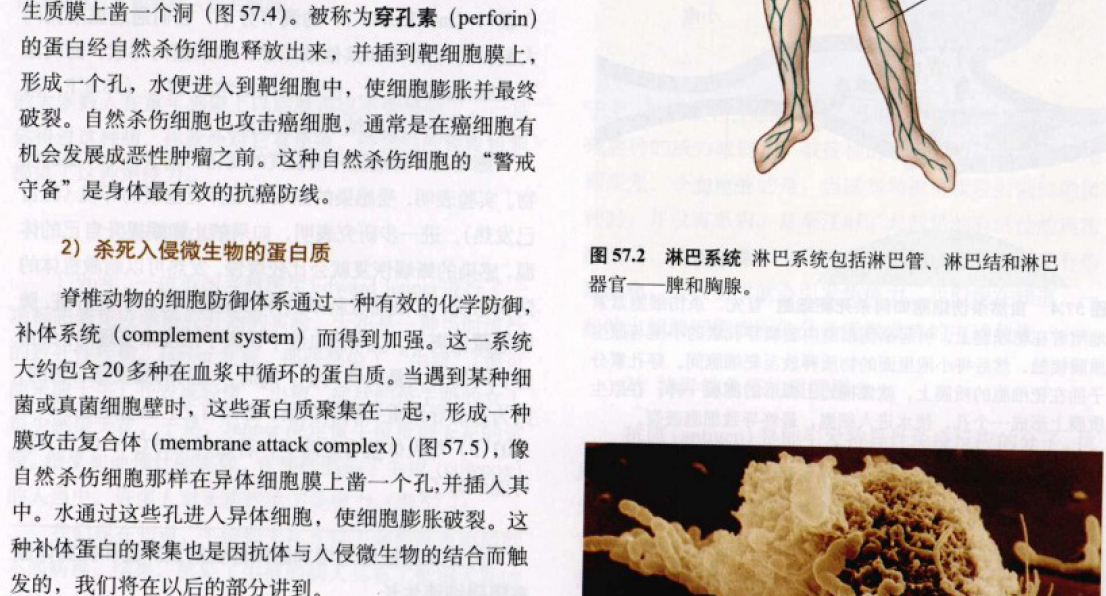 生质膜上凿一个洞（图57.4）。被称为穿孔素（perforin）
的蛋白经自然杀伤细胞释放出来，并插到靶细胞膜上，
形成一个孔，水便进入到靶细胞中，使细胞膨胀并最终
破裂。自然杀伤细胞也攻击癌细胞，通常是在癌细胞有
机会发展成恶性肿瘤之前。这种自然杀伤细胞的“警戒
守备”是身体最有效的抗癌防线。
2）杀死入侵微生物的蛋白质
脊椎动物的细胞防御体系通过一种有效的化学防御，
补体系统（complement system）而得到加强。这一系统
大约包含20多种在血浆中循环的蛋白质。当遇到某种细
菌或真菌细胞壁时，这些蛋白质聚集在一起，形成一种
膜攻击复合体（membrane attack complex）（图57.5），像
自然杀伤细胞那样在异体细胞膜上凿一个孔,并插入其
中。水通过这些孔进入异体细胞，使细胞膨胀破裂。这
种补体蛋白的聚集也是因抗体与入侵微生物的结合而触
发的，我们将在以后的部分讲到。
图57.2 淋巴系统 淋巴系统包括淋巴管、淋巴结和淋巴
器官——脾和胸腺。